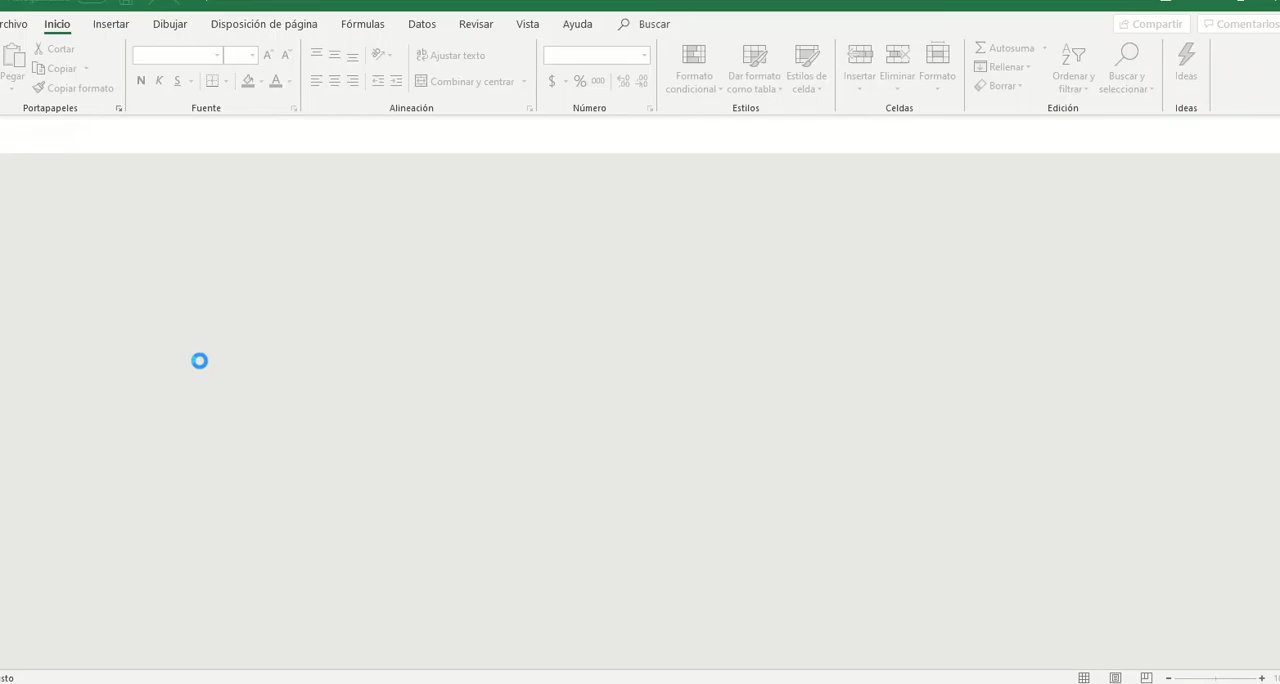 Inicio Insertar Dibujar Disposición de página Fórmulas Datos Revisar Vista Ayuda Buscar Compartir Comentarios
Cortar
Copiar
Copiar formato
Pegar
Portapapeles
N K S
Fuente
Ajustar texto
Combinar y centrar
Alineación
$ % 000
Número
Formato condicional
Dar formato como tabla
Estilos de celda
Estilos
Insertar Eliminar Formato
Celdas
Autosuma
Rellenar
Borrar
Ordenar y filtrar
Buscar y seleccionar
Edición
Ideas
Ideas